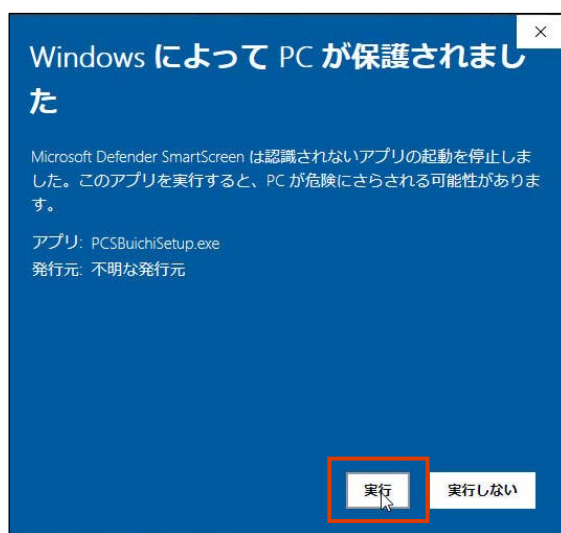 Windows によって PC が保護されまし
た
Microsoft Defender SmartScreen は認識されないアプリの起動を停止しま
した。このアプリを実行すると、PC が危険にさらされる可能性がありま
す。
アプリ: PCSBuichiSetup.exe
発行元: 不明な発行元
実行
実行しない